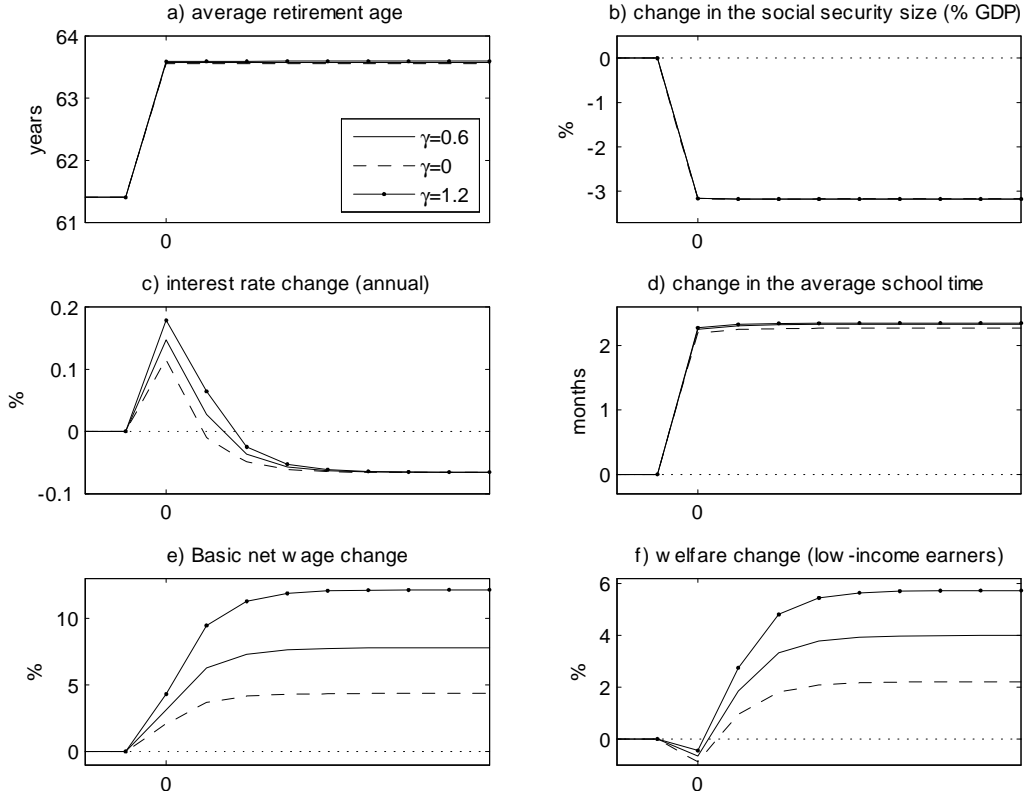 a) average retirement age
64
63
62
61
years
γ=0.6
γ=0
γ=1.2
0
b) change in the social security size (% GDP)
0
-1
-2
-3
%
0
c) interest rate change (annual)
0.2
0.1
0
-0.1
%
0
d) change in the average school time
2
1
0
months
0
e) Basic net wage change
10
5
0
%
0
f) welfare change (low-income earners)
6
4
2
0
%
0